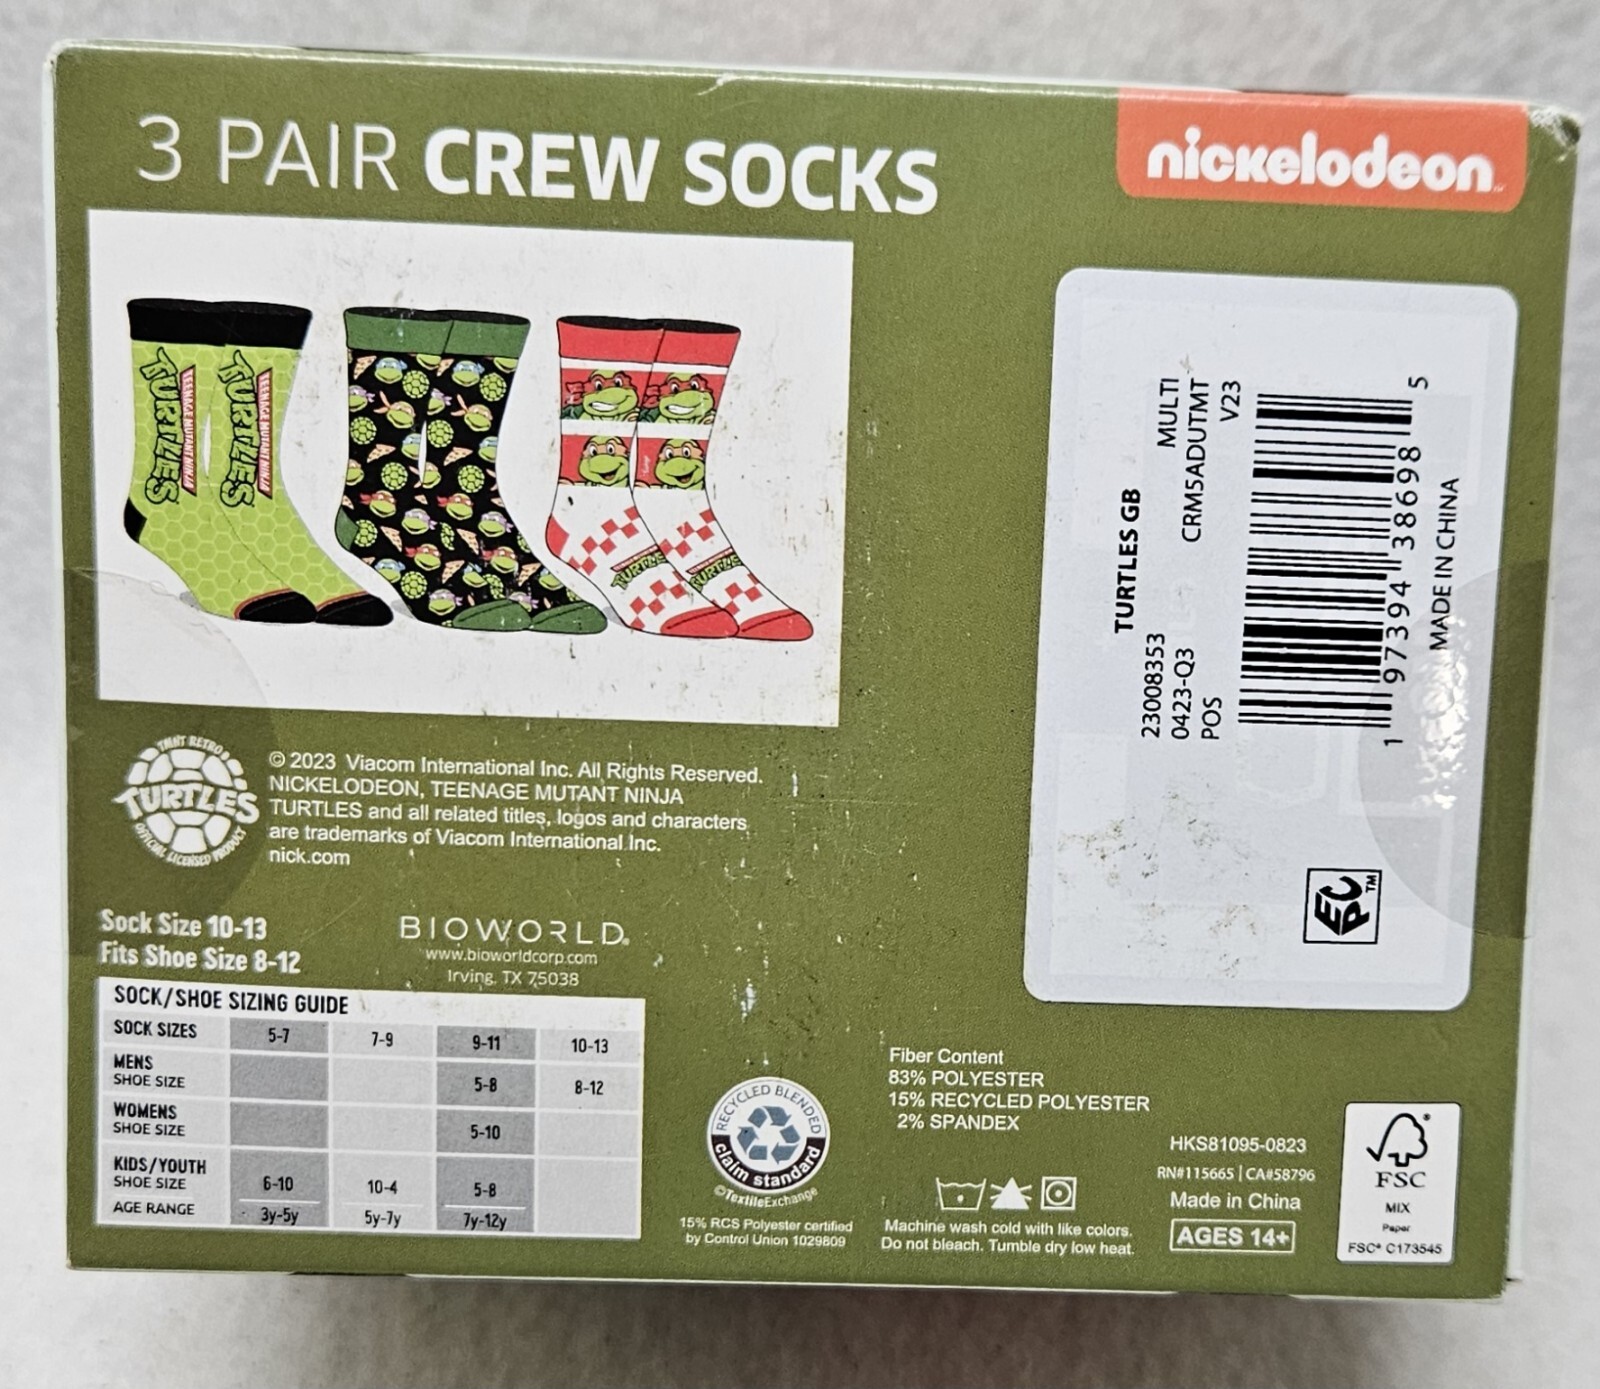 3 PAIR CREW SOCKS
nickelodeon
TEENAGE MUTANT NINJA
TURTLES
TEENAGE MUTANT NINJA
TURTLES
TURTLES
TURTLES
TURTLES GB
23008353 MULTI
04223-Q3 CRM5ADUTMT
POS V23
1 97394 38698 5
MADE IN CHINA
EC
PC™
TMNT RETRO
TURTLES
OFFICIAL LICENSED PRODUCT
© 2023 Viacom International Inc. All Rights Reserved.
NICKELODEON, TEENAGE MUTANT NINJA
TURTLES and all related titles, logos and characters
are trademarks of Viacom International Inc.
nick.com
Sock Size 10-13
Fits Shoe Size 8-12
BIOWORLD®
www.bioworldcorp.com
Irving, TX 75038
SOCK/SHOE SIZING GUIDE
SOCK SIZES 5-7 7-9 9-11 10-13
MENS
SHOE SIZE 5-8 8-12
WOMENS
SHOE SIZE 5-10
KIDS/YOUTH
SHOE SIZE 6-10 10-4 5-8
AGE RANGE 3y-5y 5y-7y 7y-12y
RECYCLED BLENDED
claim standard
©TextileExchange
15% RCS Polyester certified
by Control Union 1029809
Fiber Content
83% POLYESTER
15% RECYCLED POLYESTER
2% SPANDEX
Machine wash cold with like colors.
Do not bleach. Tumble dry low heat.
HKS81095-0823
RN#115665 | CA#58796
Made in China
AGES 14+
FSC
MIX
Paper
FSC® C173545